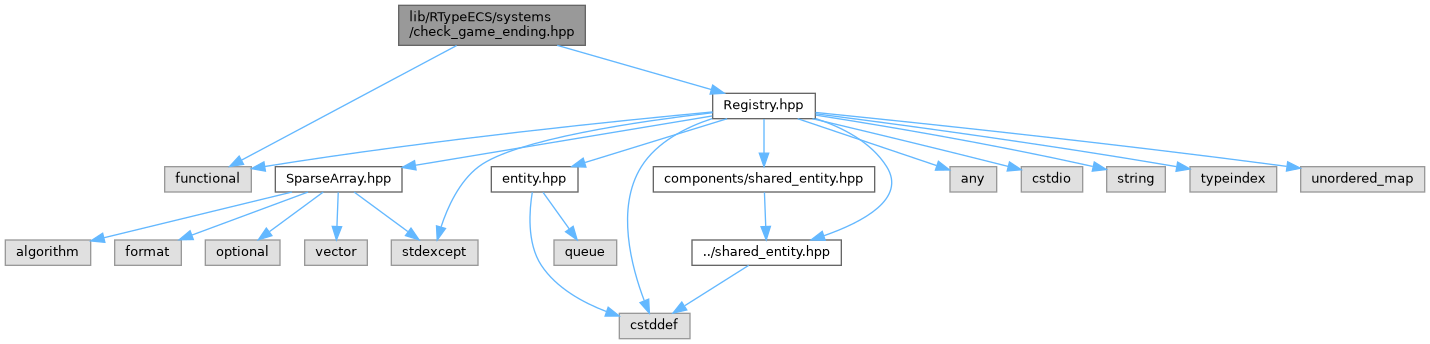 lib/RTypeECS/systems
/check_game_ending.hpp
Registry.hpp
functional
SparseArray.hpp
entity.hpp
components/shared_entity.hpp
any
cstdio
string
typeindex
unordered_map
algorithm
format
optional
vector
stdexcept
queue
../shared_entity.hpp
cstddef